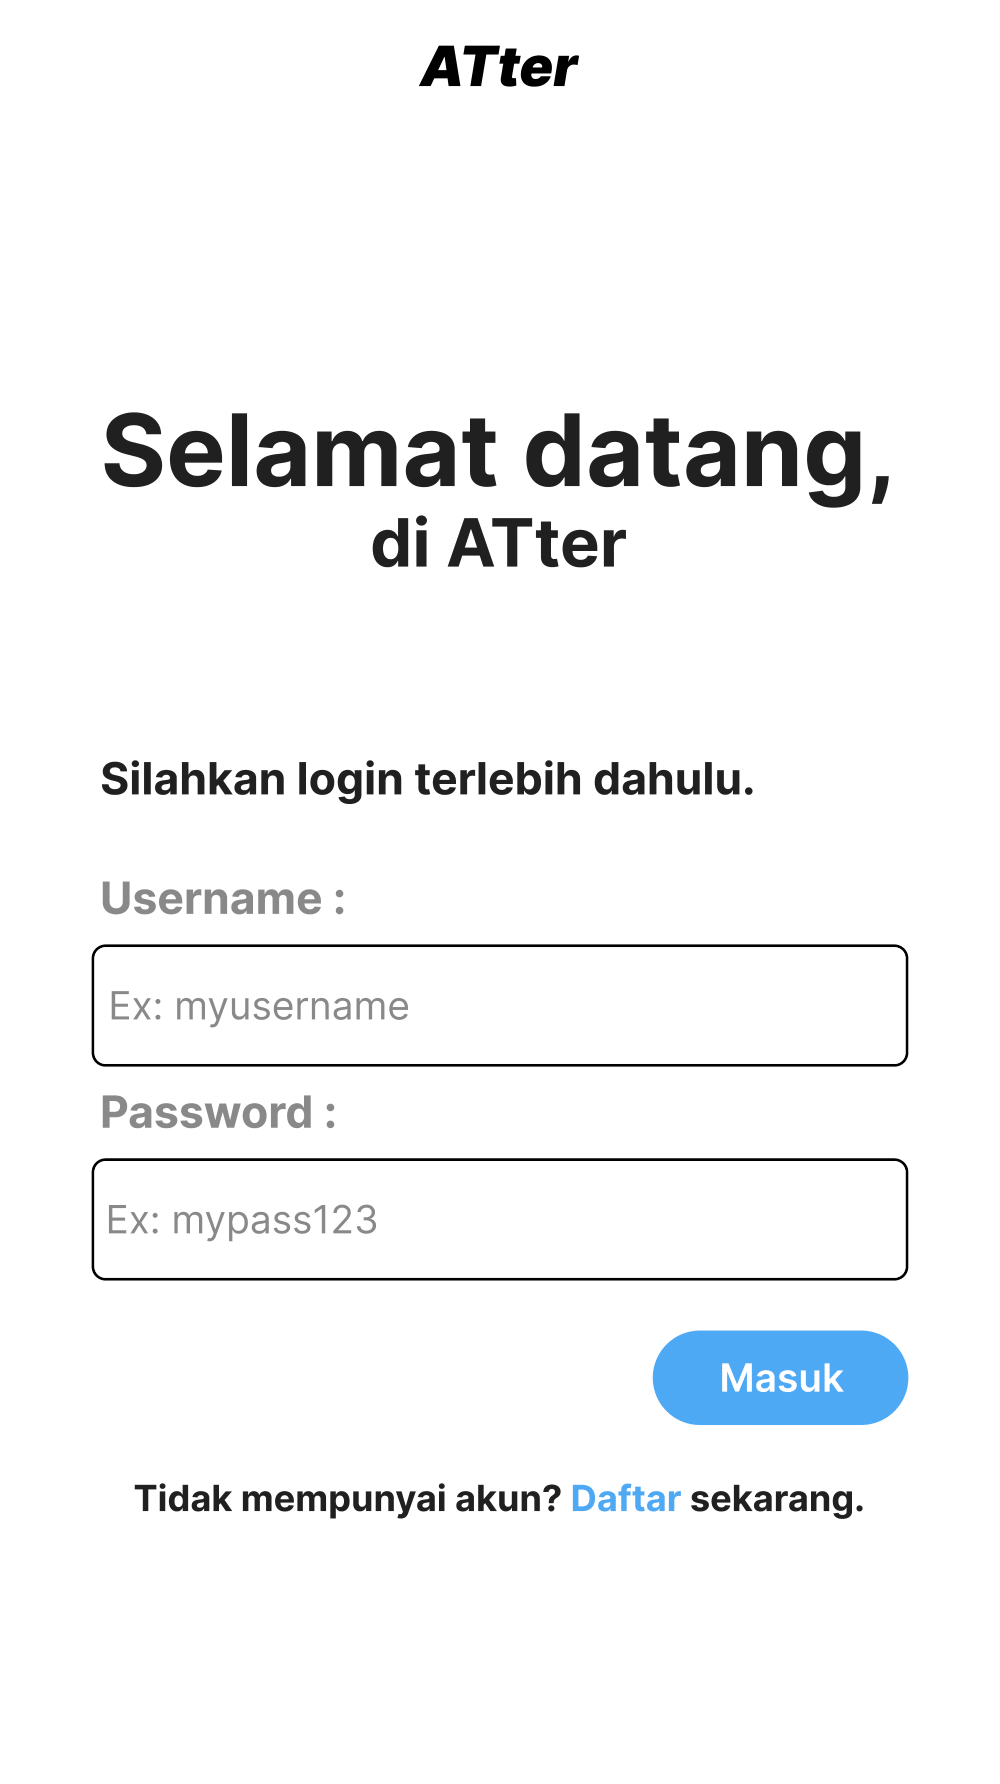 ATter
Selamat datang,
di ATter
Silahkan login terlebih dahulu.
Username :
Ex: myusername
Password :
Ex: mypass123
Masuk
Tidak mempunyai akun? Daftar sekarang.